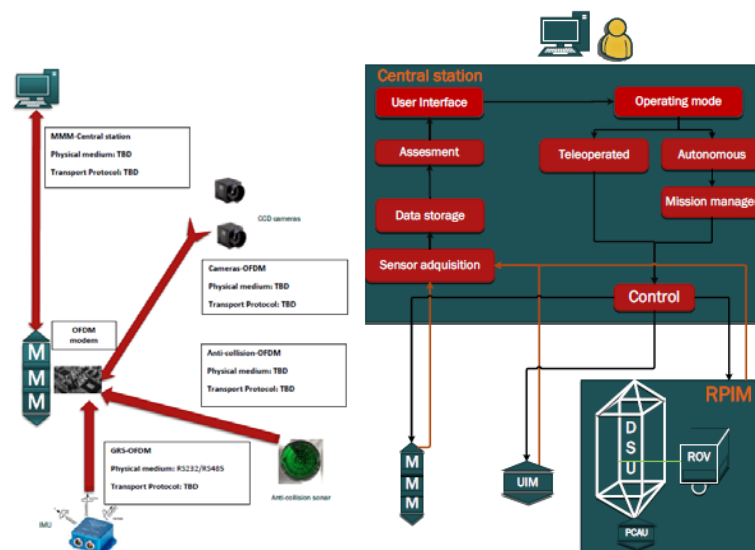 MMM-Central station
Physical medium: TBD
Transport Protocol: TBD
CCD cameras
Cameras-OFDM
Physical medium: TBD
Transport Protocol: TBD
OFDM
modem
M
M
M
Anti-collision-OFDM
Physical medium: TBD
Transport Protocol: TBD
GRS-OFDM
Physical medium: RS232/RS485
Transport Protocol: TBD
Anti-collision sonar
IMU
Central station
User Interface
Operating mode
Assesment
Teleoperated
Autonomous
Data storage
Mission manage
Sensor adquisition
Control
M
M
M
UIM
RPIM
D
S
U
ROV
PCAU